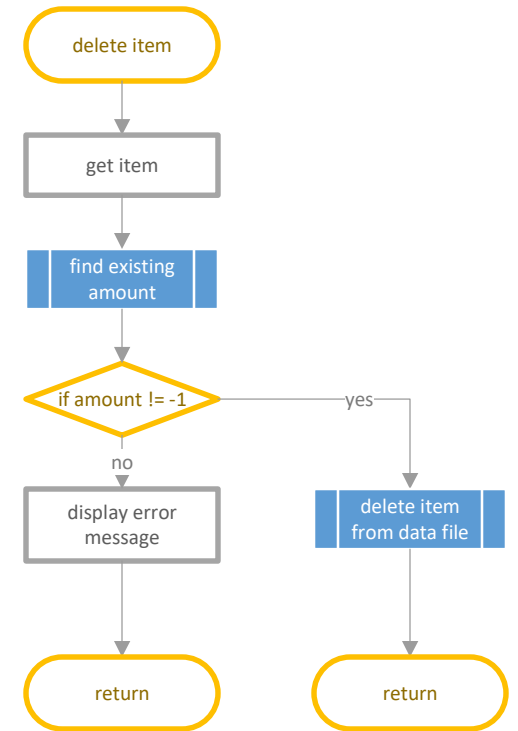 delete item
get item
find existing
amount
if amount != -1
yes
no
display error
message
delete item
from data file
return
return